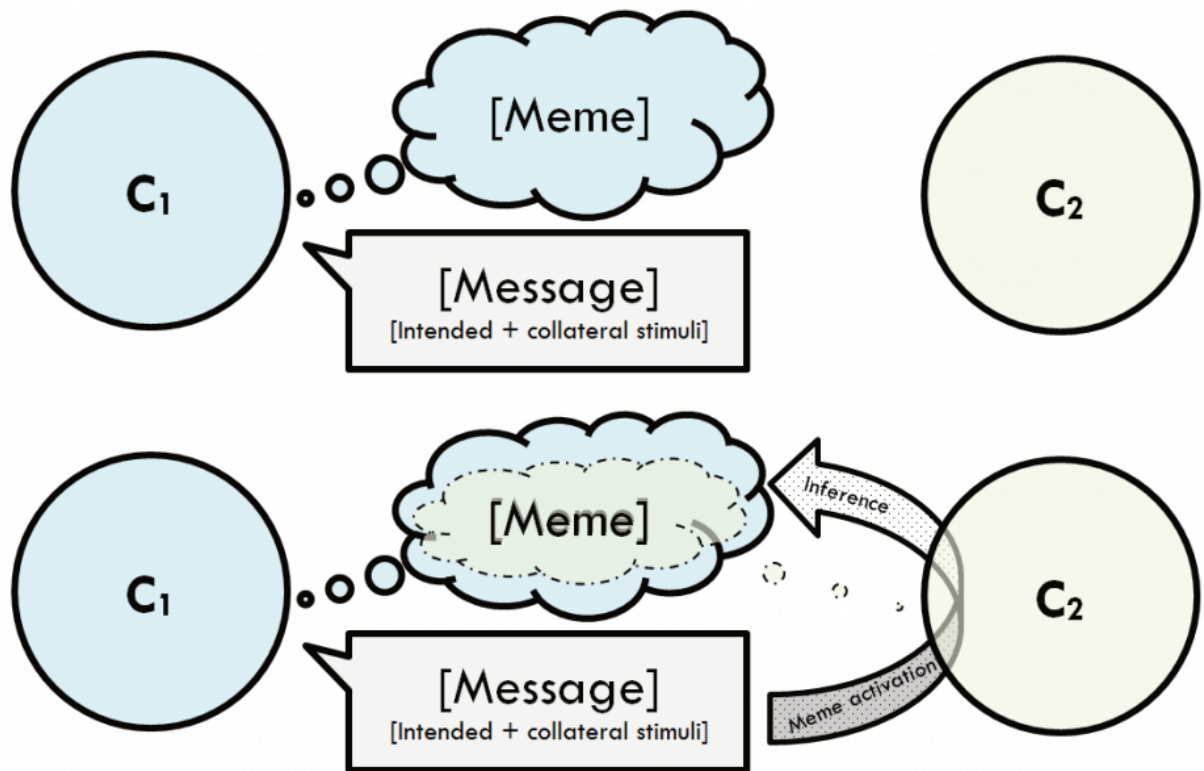 [Meme]
C₁
C₂
[Message]
[Intended + collateral stimuli]
[Meme]
Inference
C₁
C₂
[Message]
Meme activation
[Intended + collateral stimuli]